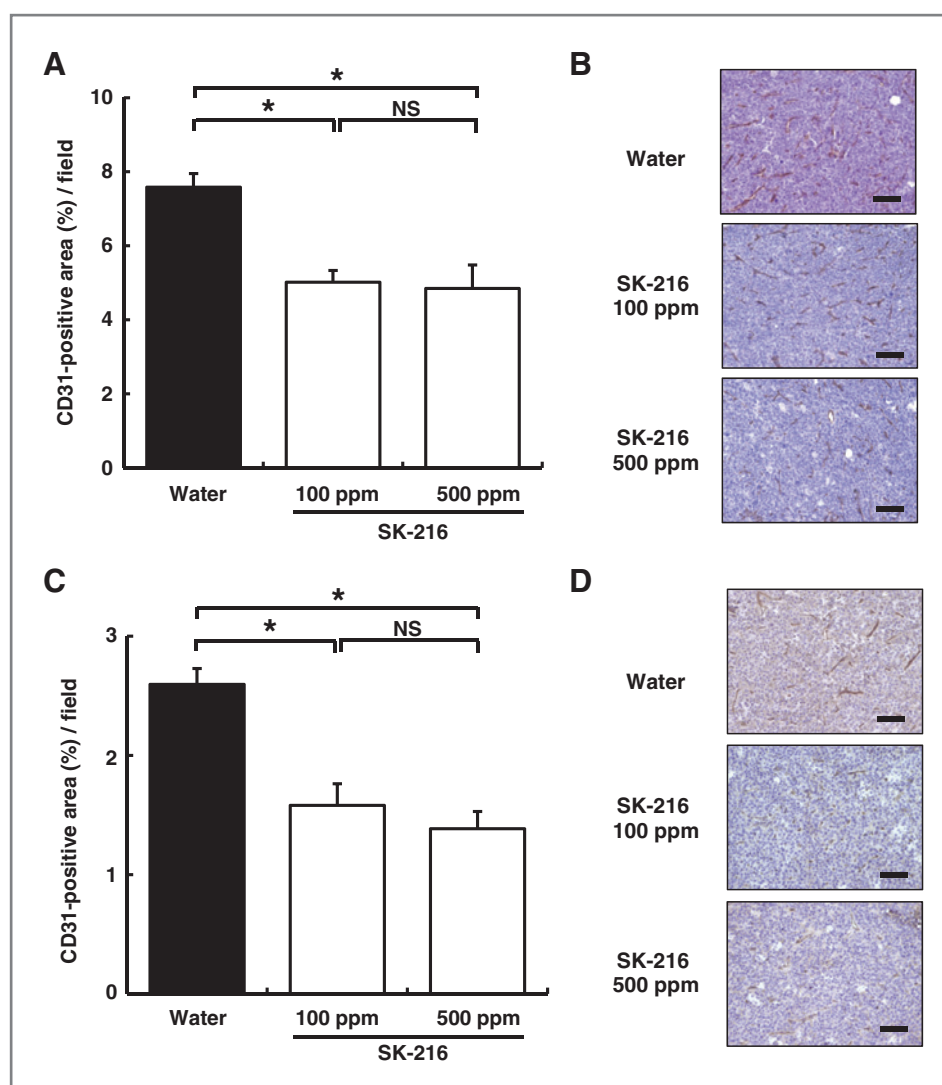 A
CD31-positive area (%) / field
10
8
6
4
2
0
*
*
NS
Water
100 ppm
500 ppm
SK-216
B
Water
SK-216
100 ppm
SK-216
500 ppm
C
CD31-positive area (%) / field
3
2
1
0
*
*
NS
Water
100 ppm
500 ppm
SK-216
D
Water
SK-216
100 ppm
SK-216
500 ppm